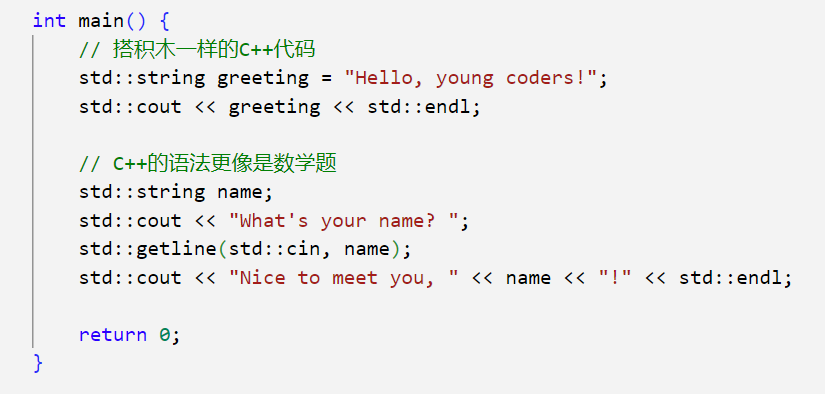 int main() {
    // 搭积木一样的C++代码
    std::string greeting = "Hello, young coders!";
    std::cout << greeting << std::endl;

    // C++的语法更像是数学题
    std::string name;
    std::cout << "What's your name? ";
    std::getline(std::cin, name);
    std::cout << "Nice to meet you, " << name << "!" << std::endl;

    return 0;
}